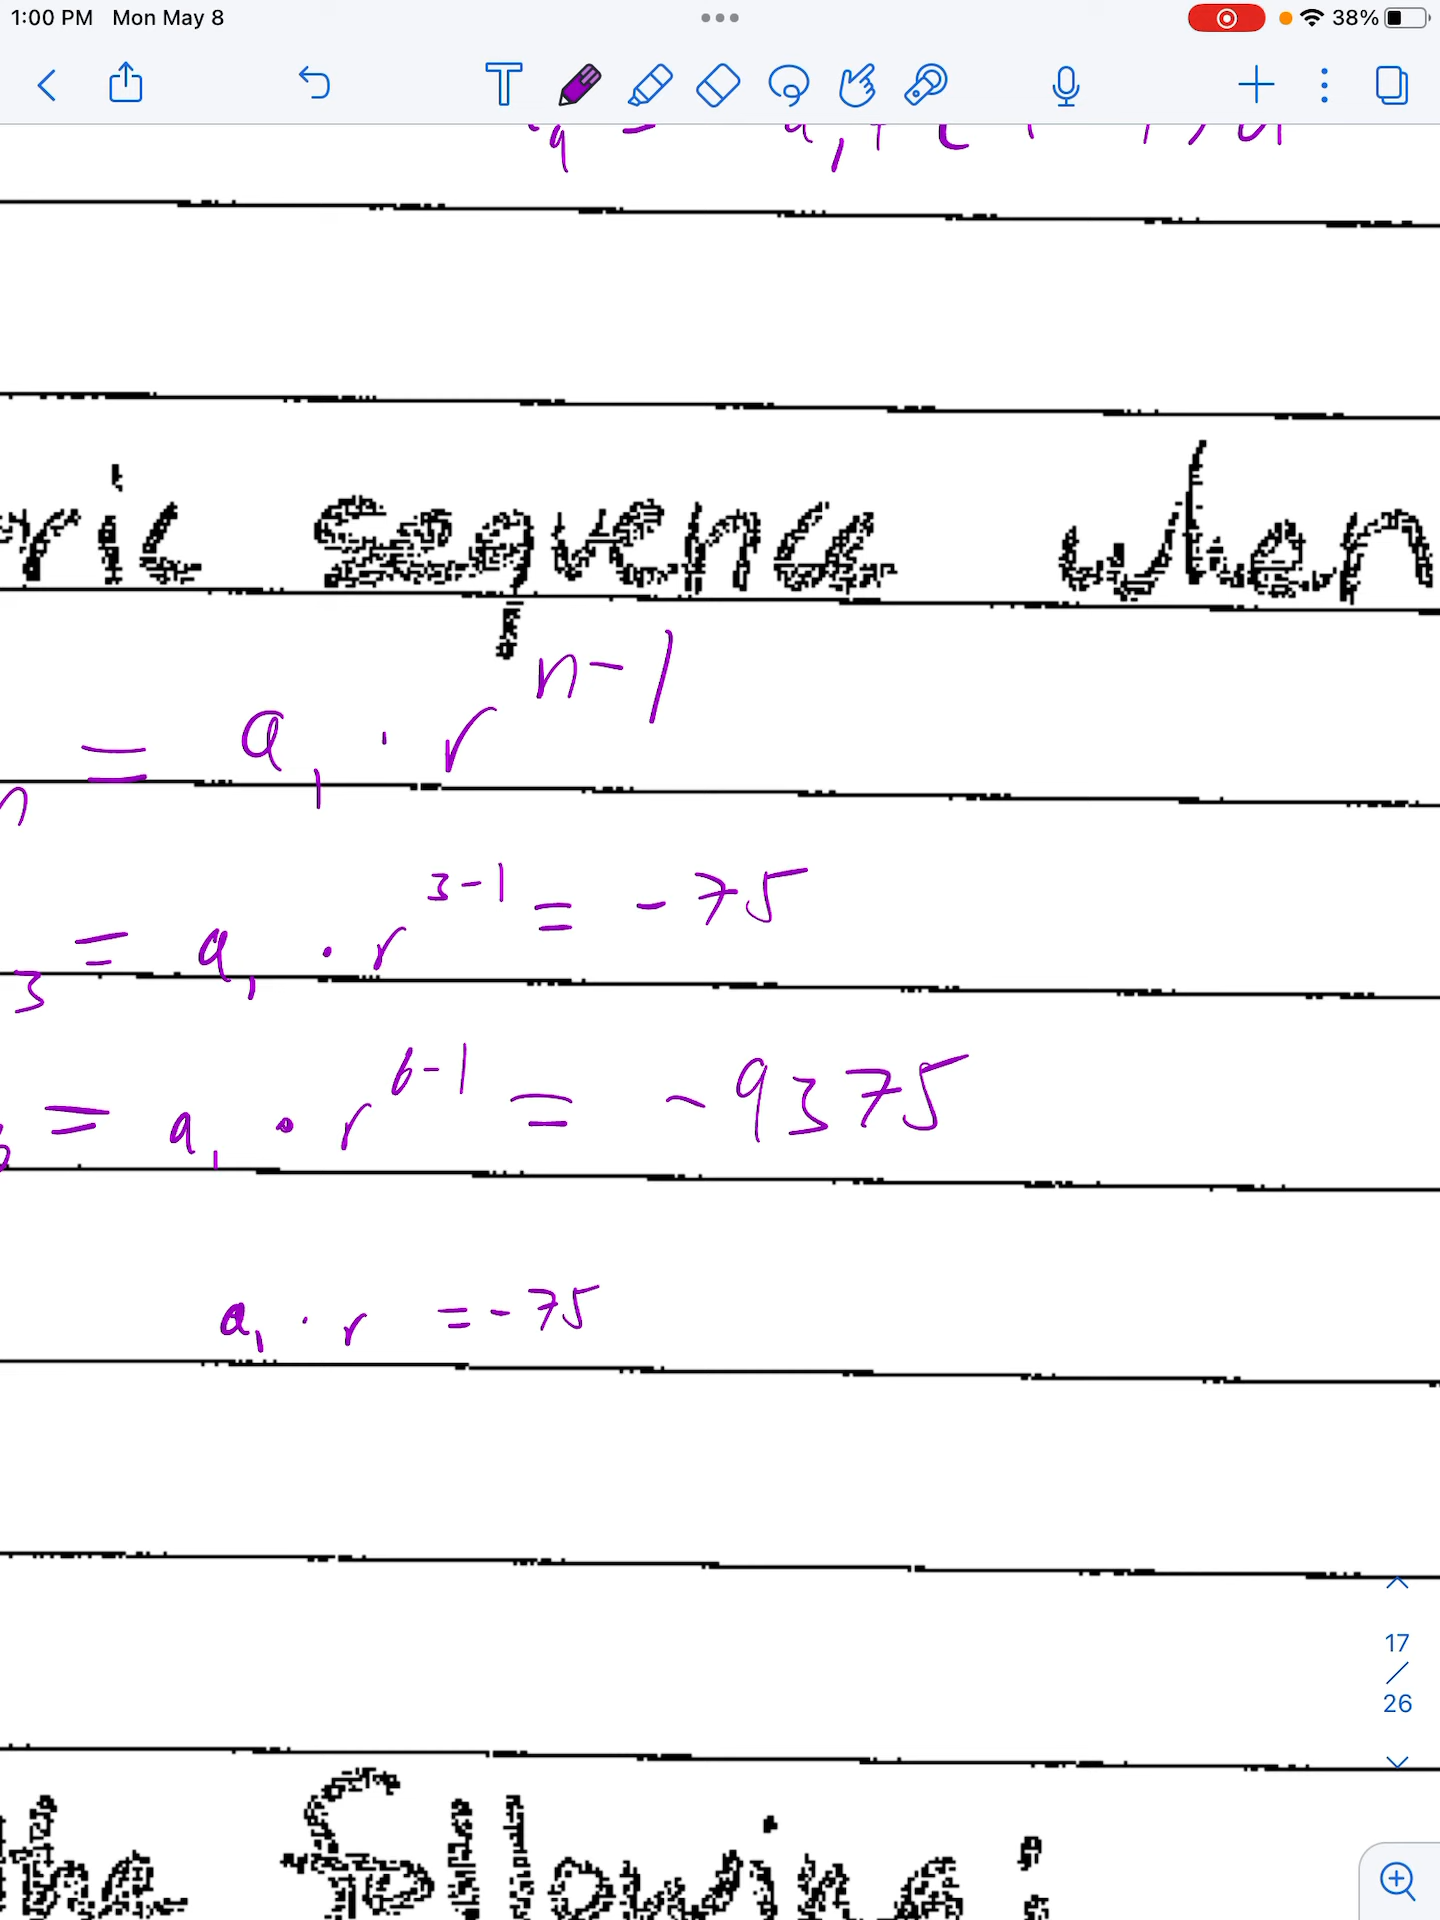 1:00 PM Mon May 8
38%
T
ric sequence when
n = a₁ · r^(n-1)
3 = a₁ · r^(3-1) = -75
= a₁ · r^(6-1) = -9375
a₁ · r = -75
17
/
26
the following: